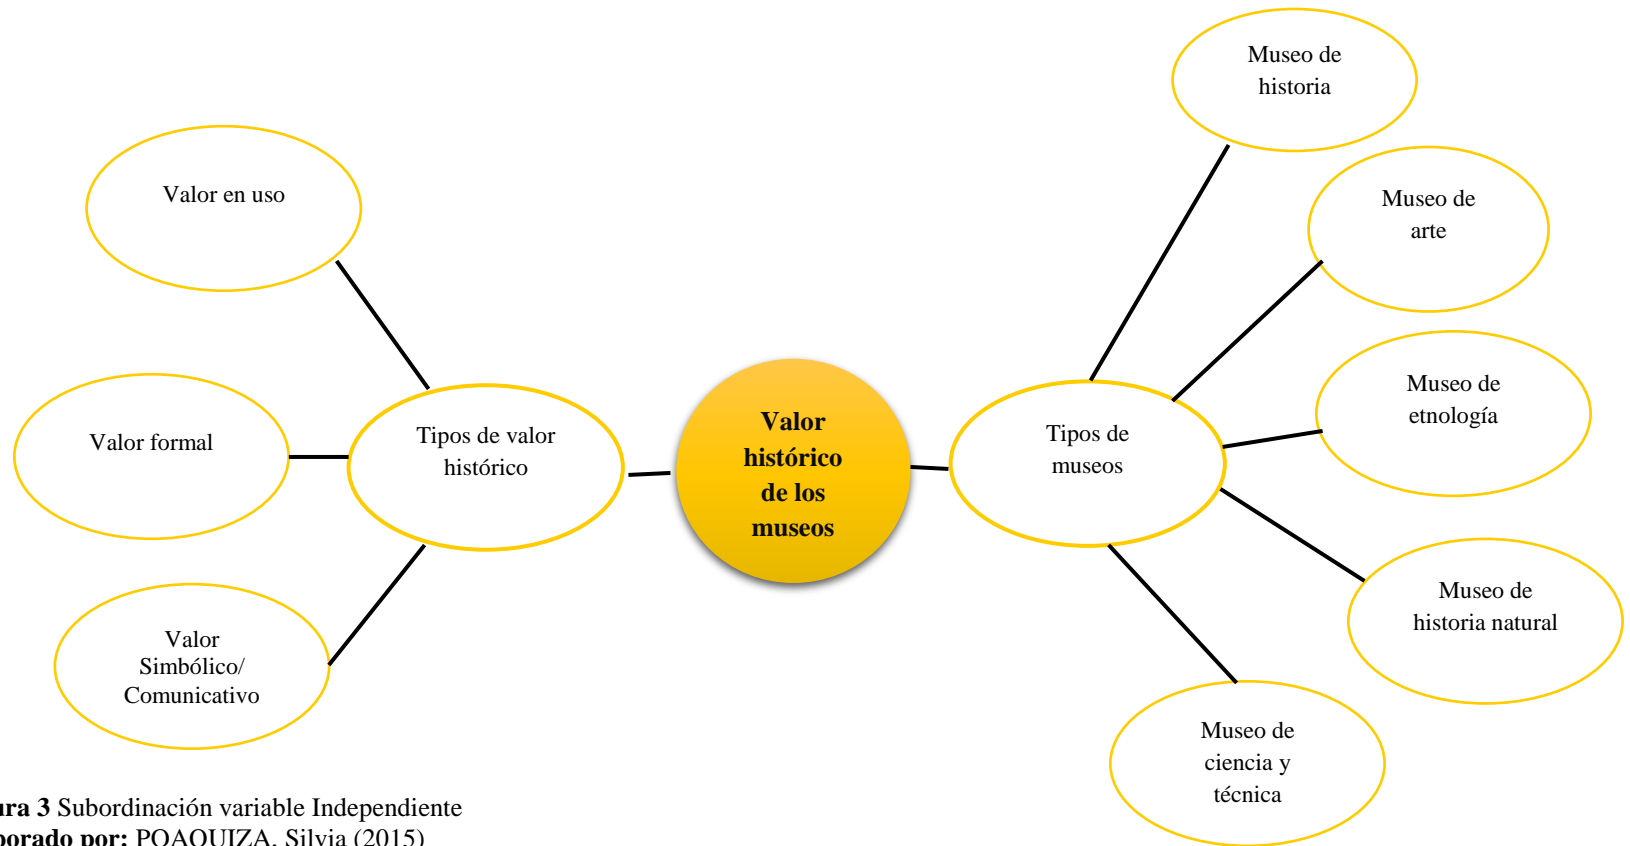 Museo de
historia
Museo de
arte
Valor en uso
Museo de
etnología
Valor formal
Tipos de valor
histórico
Valor
histórico
de los
museos
Tipos de
museos
Museo de
historia natural
Valor
Simbólico/
Comunicativo
Museo de
ciencia y
técnica
ura 3 Subordinación variable Independiente
borado por: POAQUIZA, Silvia (2015)